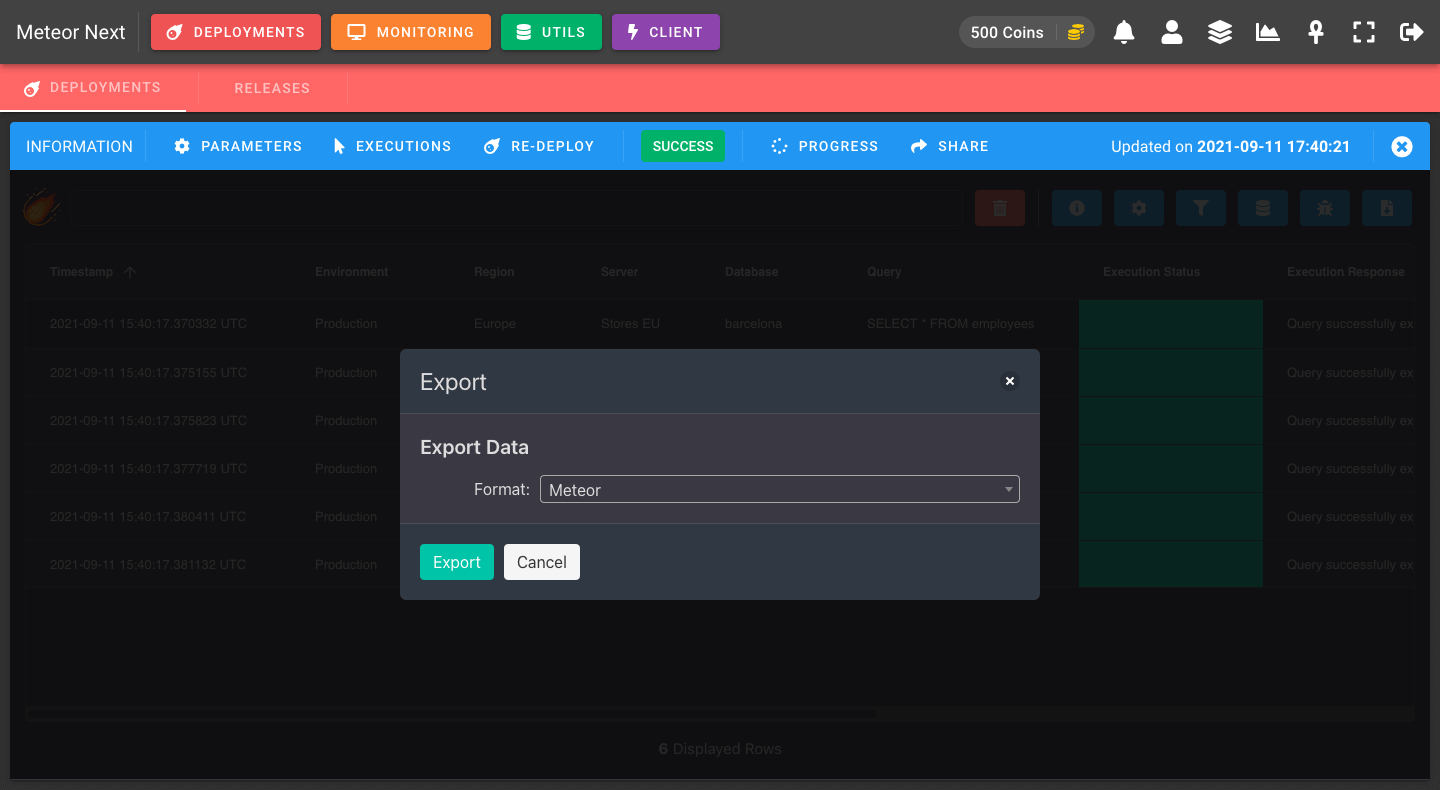 Meteor Next DEPLOYMENTS MONITORING UTILS CLIENT 500 Coins
DEPLOYMENTS RELEASES
INFORMATION PARAMETERS EXECUTIONS RE-DEPLOY SUCCESS PROGRESS SHARE Updated on 2021-09-11 17:40:21
Timestamp Environment Region Server Database Query Execution Status Execution Response
2021-09-11 15:40:17.370332 UTC Production Europe Stores EU barcelona SELECT * FROM employees Query successfully ex
2021-09-11 15:40:17.375155 UTC Production Query successfully ex
2021-09-11 15:40:17.375823 UTC Production Query successfully ex
2021-09-11 15:40:17.377719 UTC Production Query successfully ex
2021-09-11 15:40:17.380411 UTC Production Query successfully ex
2021-09-11 15:40:17.381132 UTC Production Query successfully ex
Export
Export Data
Format: Meteor
Export Cancel
6 Displayed Rows